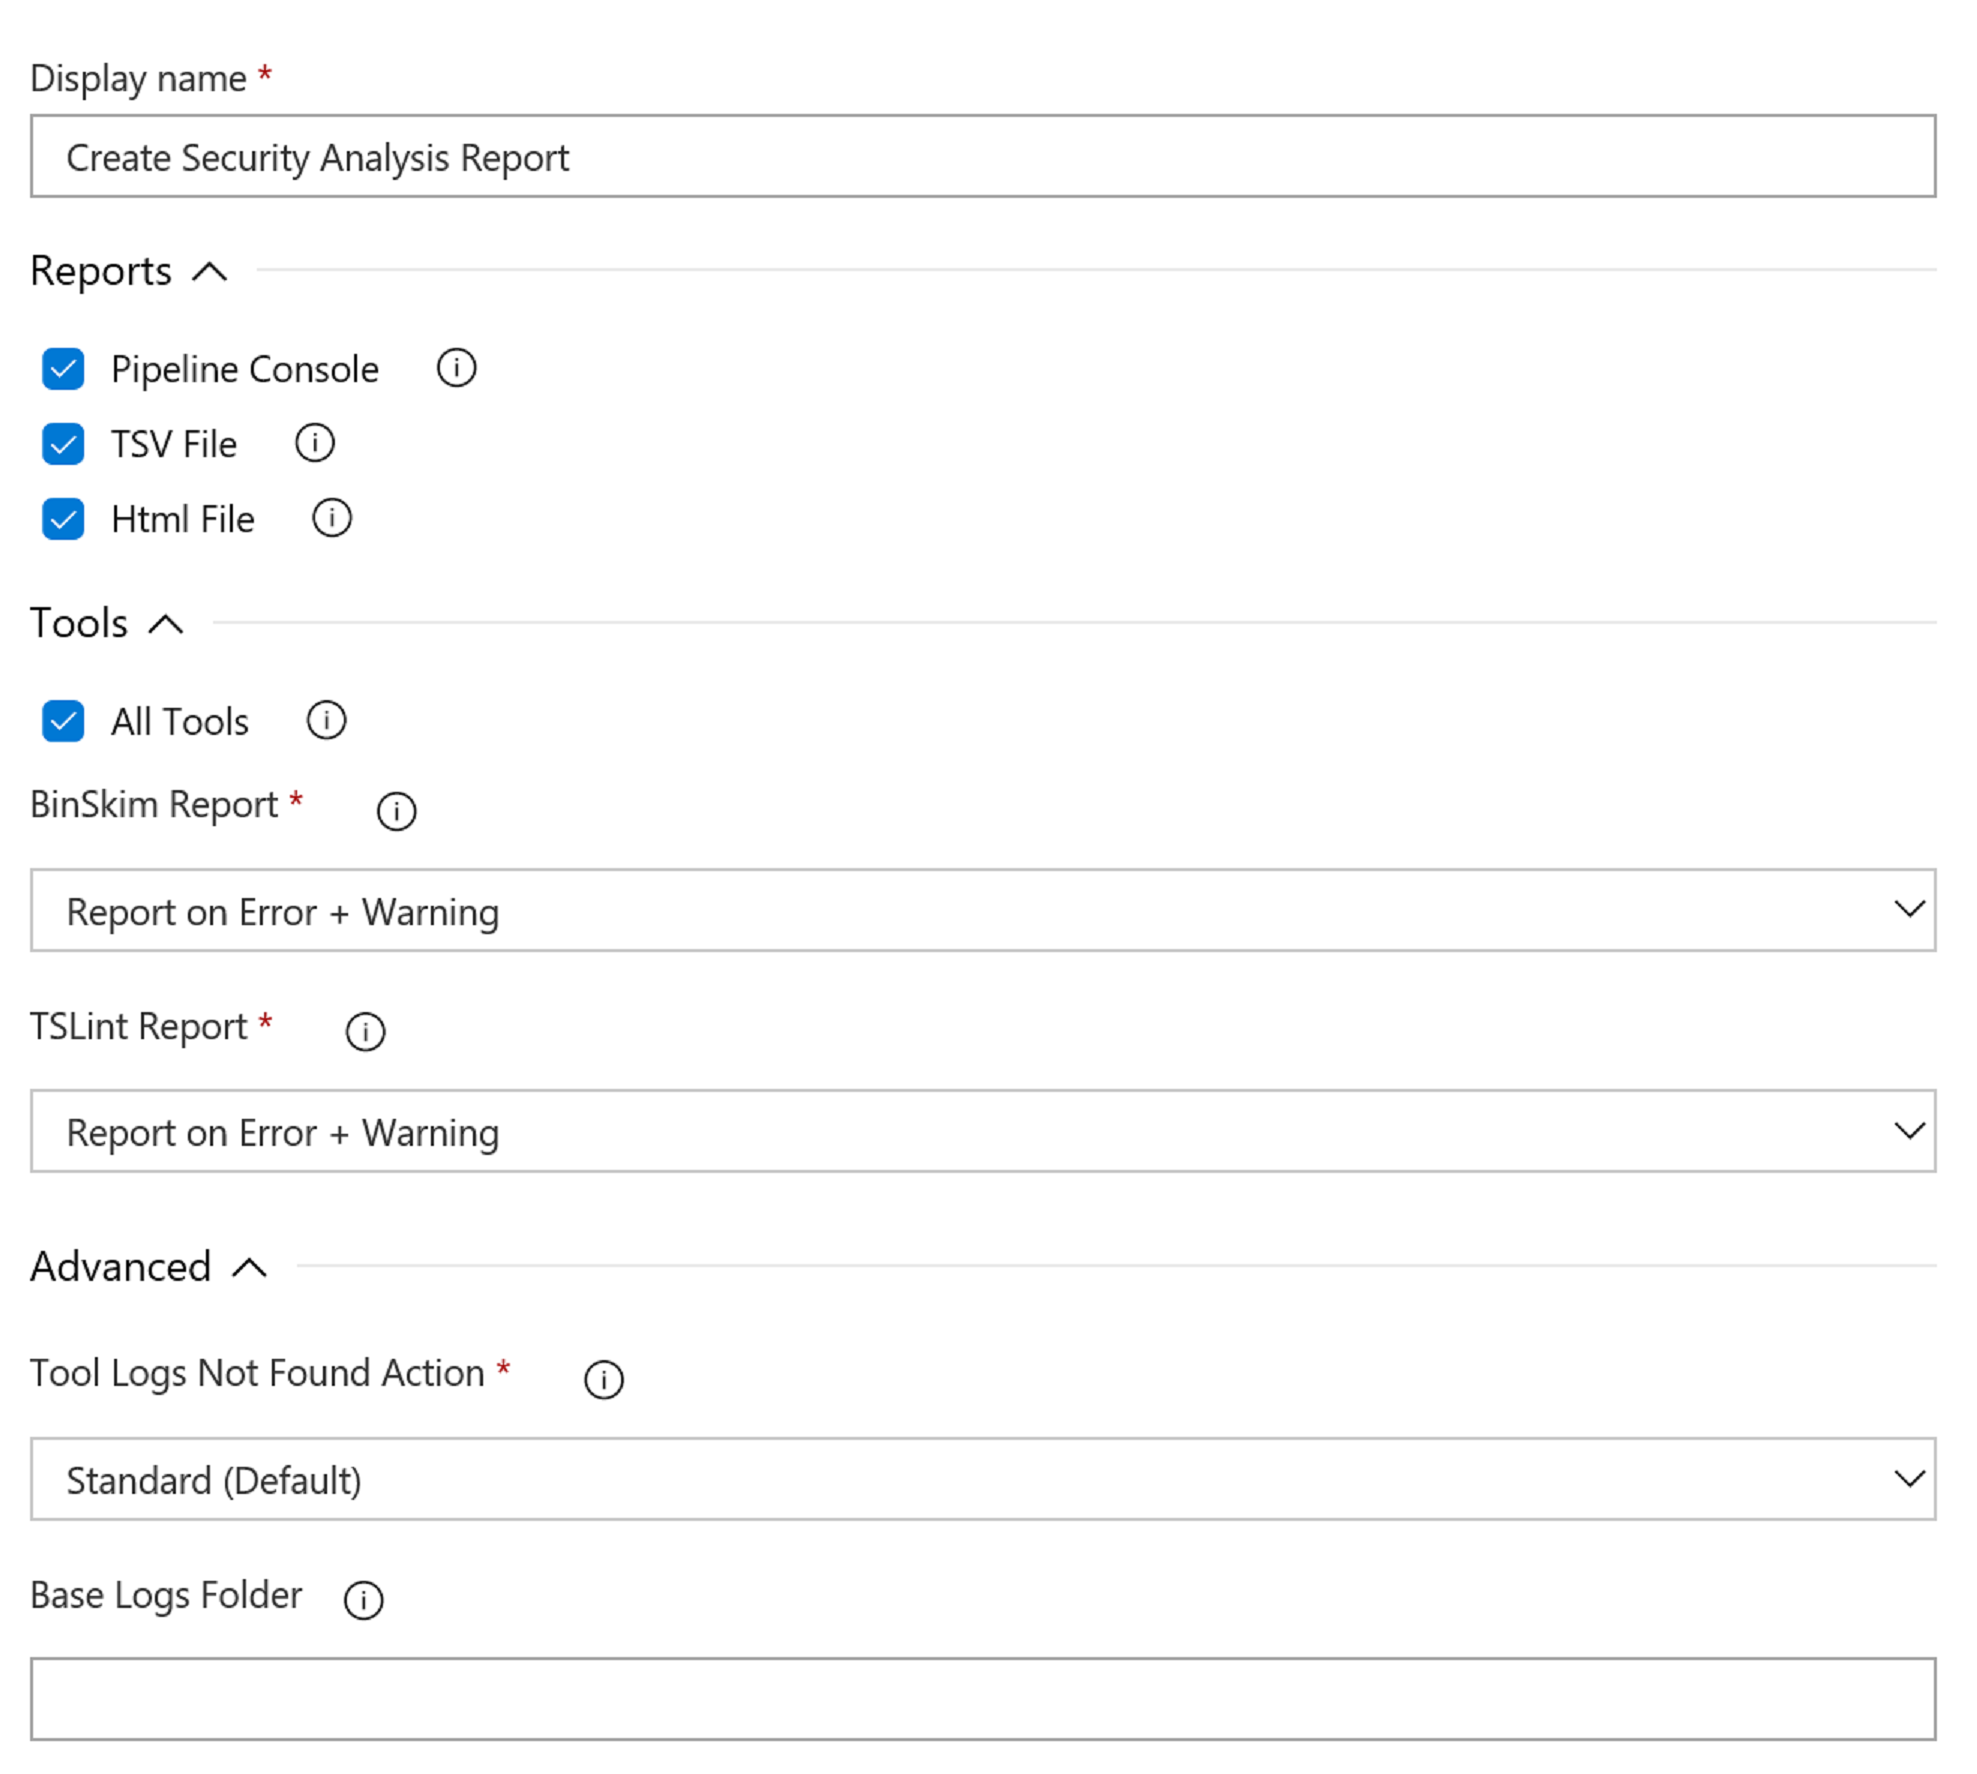 Display name *
Create Security Analysis Report
Reports
Pipeline Console
TSV File
Html File
Tools
All Tools
BinSkim Report *
Report on Error + Warning
TSLint Report *
Report on Error + Warning
Advanced
Tool Logs Not Found Action *
Standard (Default)
Base Logs Folder